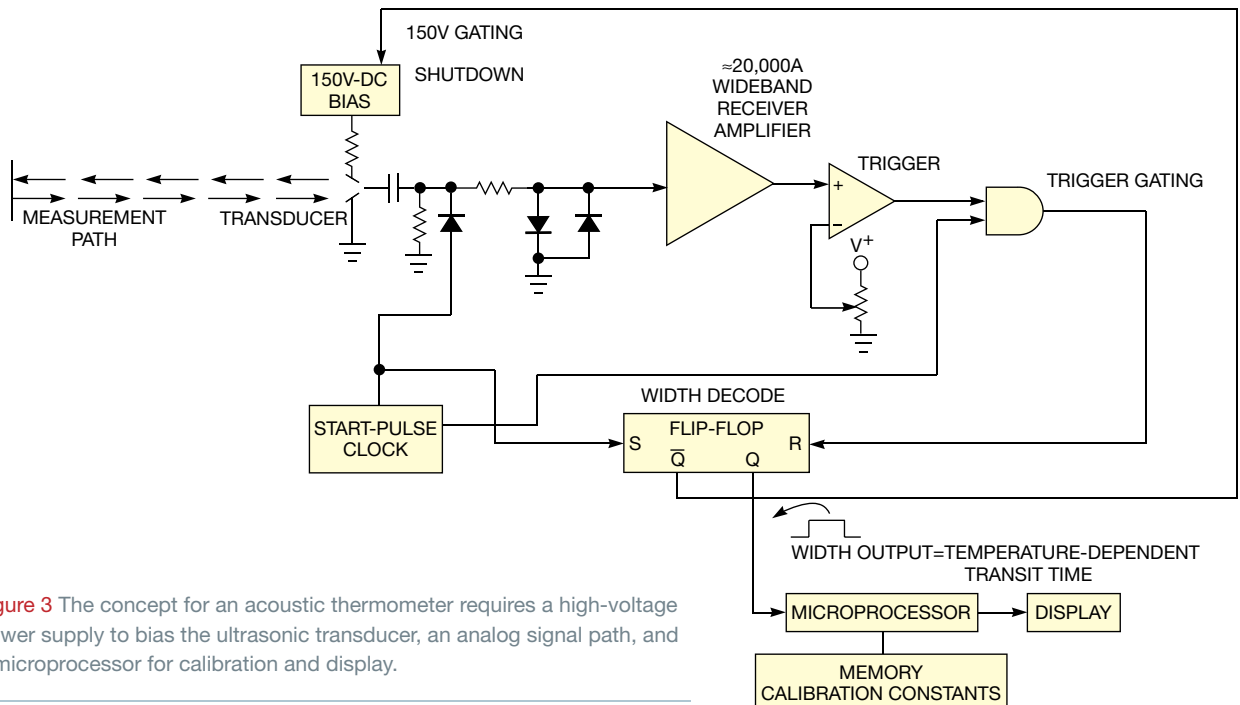 150V GATING
SHUTDOWN
150V-DC
BIAS
≈20,000A
WIDEBAND
RECEIVER
AMPLIFIER
TRIGGER
TRIGGER GATING
MEASUREMENT
PATH
TRANSDUCER
+
−
V+
START-PULSE
CLOCK
WIDTH DECODE
FLIP-FLOP
S
R
Q̅
Q
WIDTH OUTPUT=TEMPERATURE-DEPENDENT
TRANSIT TIME
MICROPROCESSOR
DISPLAY
MEMORY
CALIBRATION CONSTANTS
gure 3 The concept for an acoustic thermometer requires a high-voltage
wer supply to bias the ultrasonic transducer, an analog signal path, and
microprocessor for calibration and display.